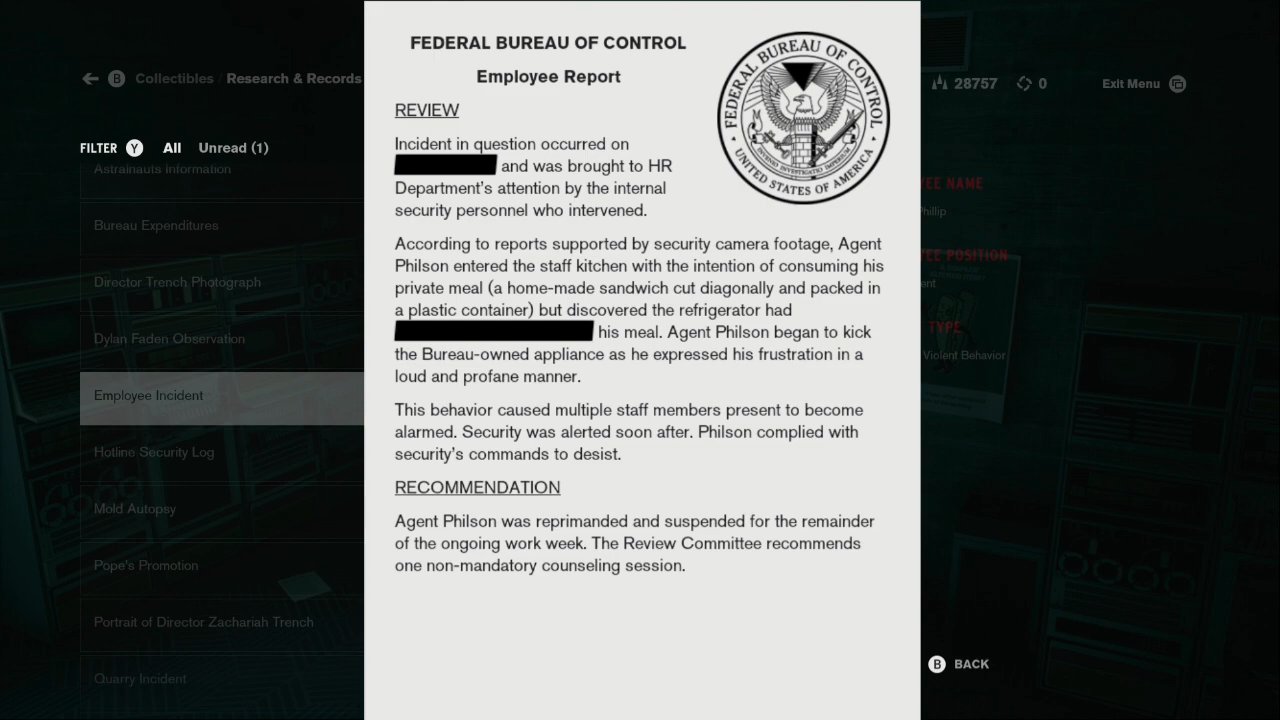 FEDERAL BUREAU OF CONTROL
Employee Report
FEDERAL BUREAU OF CONTROL
UNITED STATES OF AMERICA
B Collectibles / Research & Records
28757 0 Exit Menu
FILTER Y All Unread (1)
Astralnauts Information
Bureau Expenditures
Director Trench Photograph
Dylan Faden Observation
Employee Incident
Hotline Security Log
Mold Autopsy
Pope's Promotion
Portrait of Director Zachariah Trench
Quarry Incident
REVIEW
Incident in question occurred on
and was brought to HR
Department's attention by the internal
security personnel who intervened.
According to reports supported by security camera footage, Agent
Philson entered the staff kitchen with the intention of consuming his
private meal (a home-made sandwich cut diagonally and packed in
a plastic container) but discovered the refrigerator had
his meal. Agent Philson began to kick
the Bureau-owned appliance as he expressed his frustration in a
loud and profane manner.
This behavior caused multiple staff members present to become
alarmed. Security was alerted soon after. Philson complied with
security's commands to desist.
RECOMMENDATION
Agent Philson was reprimanded and suspended for the remainder
of the ongoing work week. The Review Committee recommends
one non-mandatory counseling session.
EE NAME
hillip
EE POSITION
ent
TYPE
Violent Behavior
B BACK